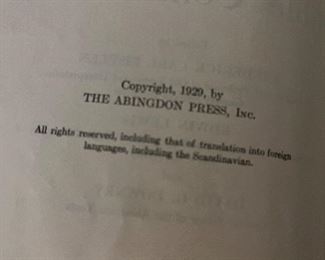 Copyright, 1929, by
THE ABINGDON PRESS, Inc.
All rights reserved, including that of translation into foreign
languages, including the Scandinavian.